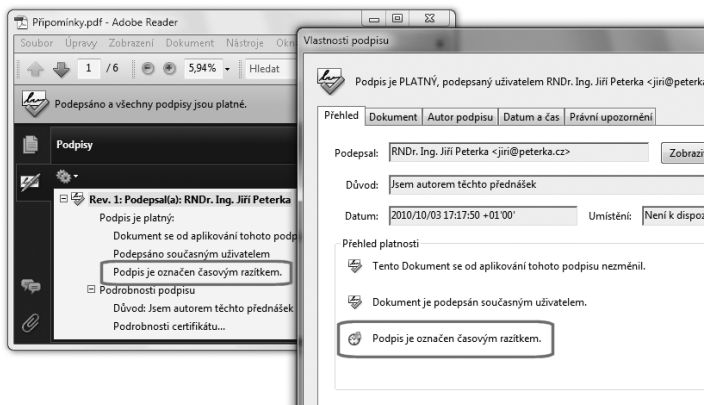 Připomínky.pdf - Adobe Reader
Soubor Úpravy Zobrazení Dokument Nástroje
1 / 6 5,94% Hledat
Podepsáno a všechny podpisy jsou platné.
Podpisy
Rev. 1: Podepsal(a): RNDr. Ing. Jiří Peterka
Podpis je platný:
Dokument se od aplikování tohoto
Podepsáno současným uživatelem
Podpis je označen časovým razítkem.
Podrobnosti podpisu
Důvod: Jsem autorem těchto přednášek
Podrobnosti certifikátu...
Vlastnosti podpisu
Podpis je PLATNÝ, podepsaný uživatelem RNDr. Ing. Jiří Peterka <jiri@peterka
Přehled Dokument Autor podpisu Datum a čas Právní upozornění
Podepsal: RNDr. Ing. Jiří Peterka <jiri@peterka.cz> Zobrazi
Důvod: Jsem autorem těchto přednášek
Datum: 2010/10/03 17:17:50 +01'00' Umístění: Není k dispoz
Přehled platnosti
Tento Dokument se od aplikování tohoto podpisu nezměnil.
Dokument je podepsán současným uživatelem.
Podpis je označen časovým razítkem.